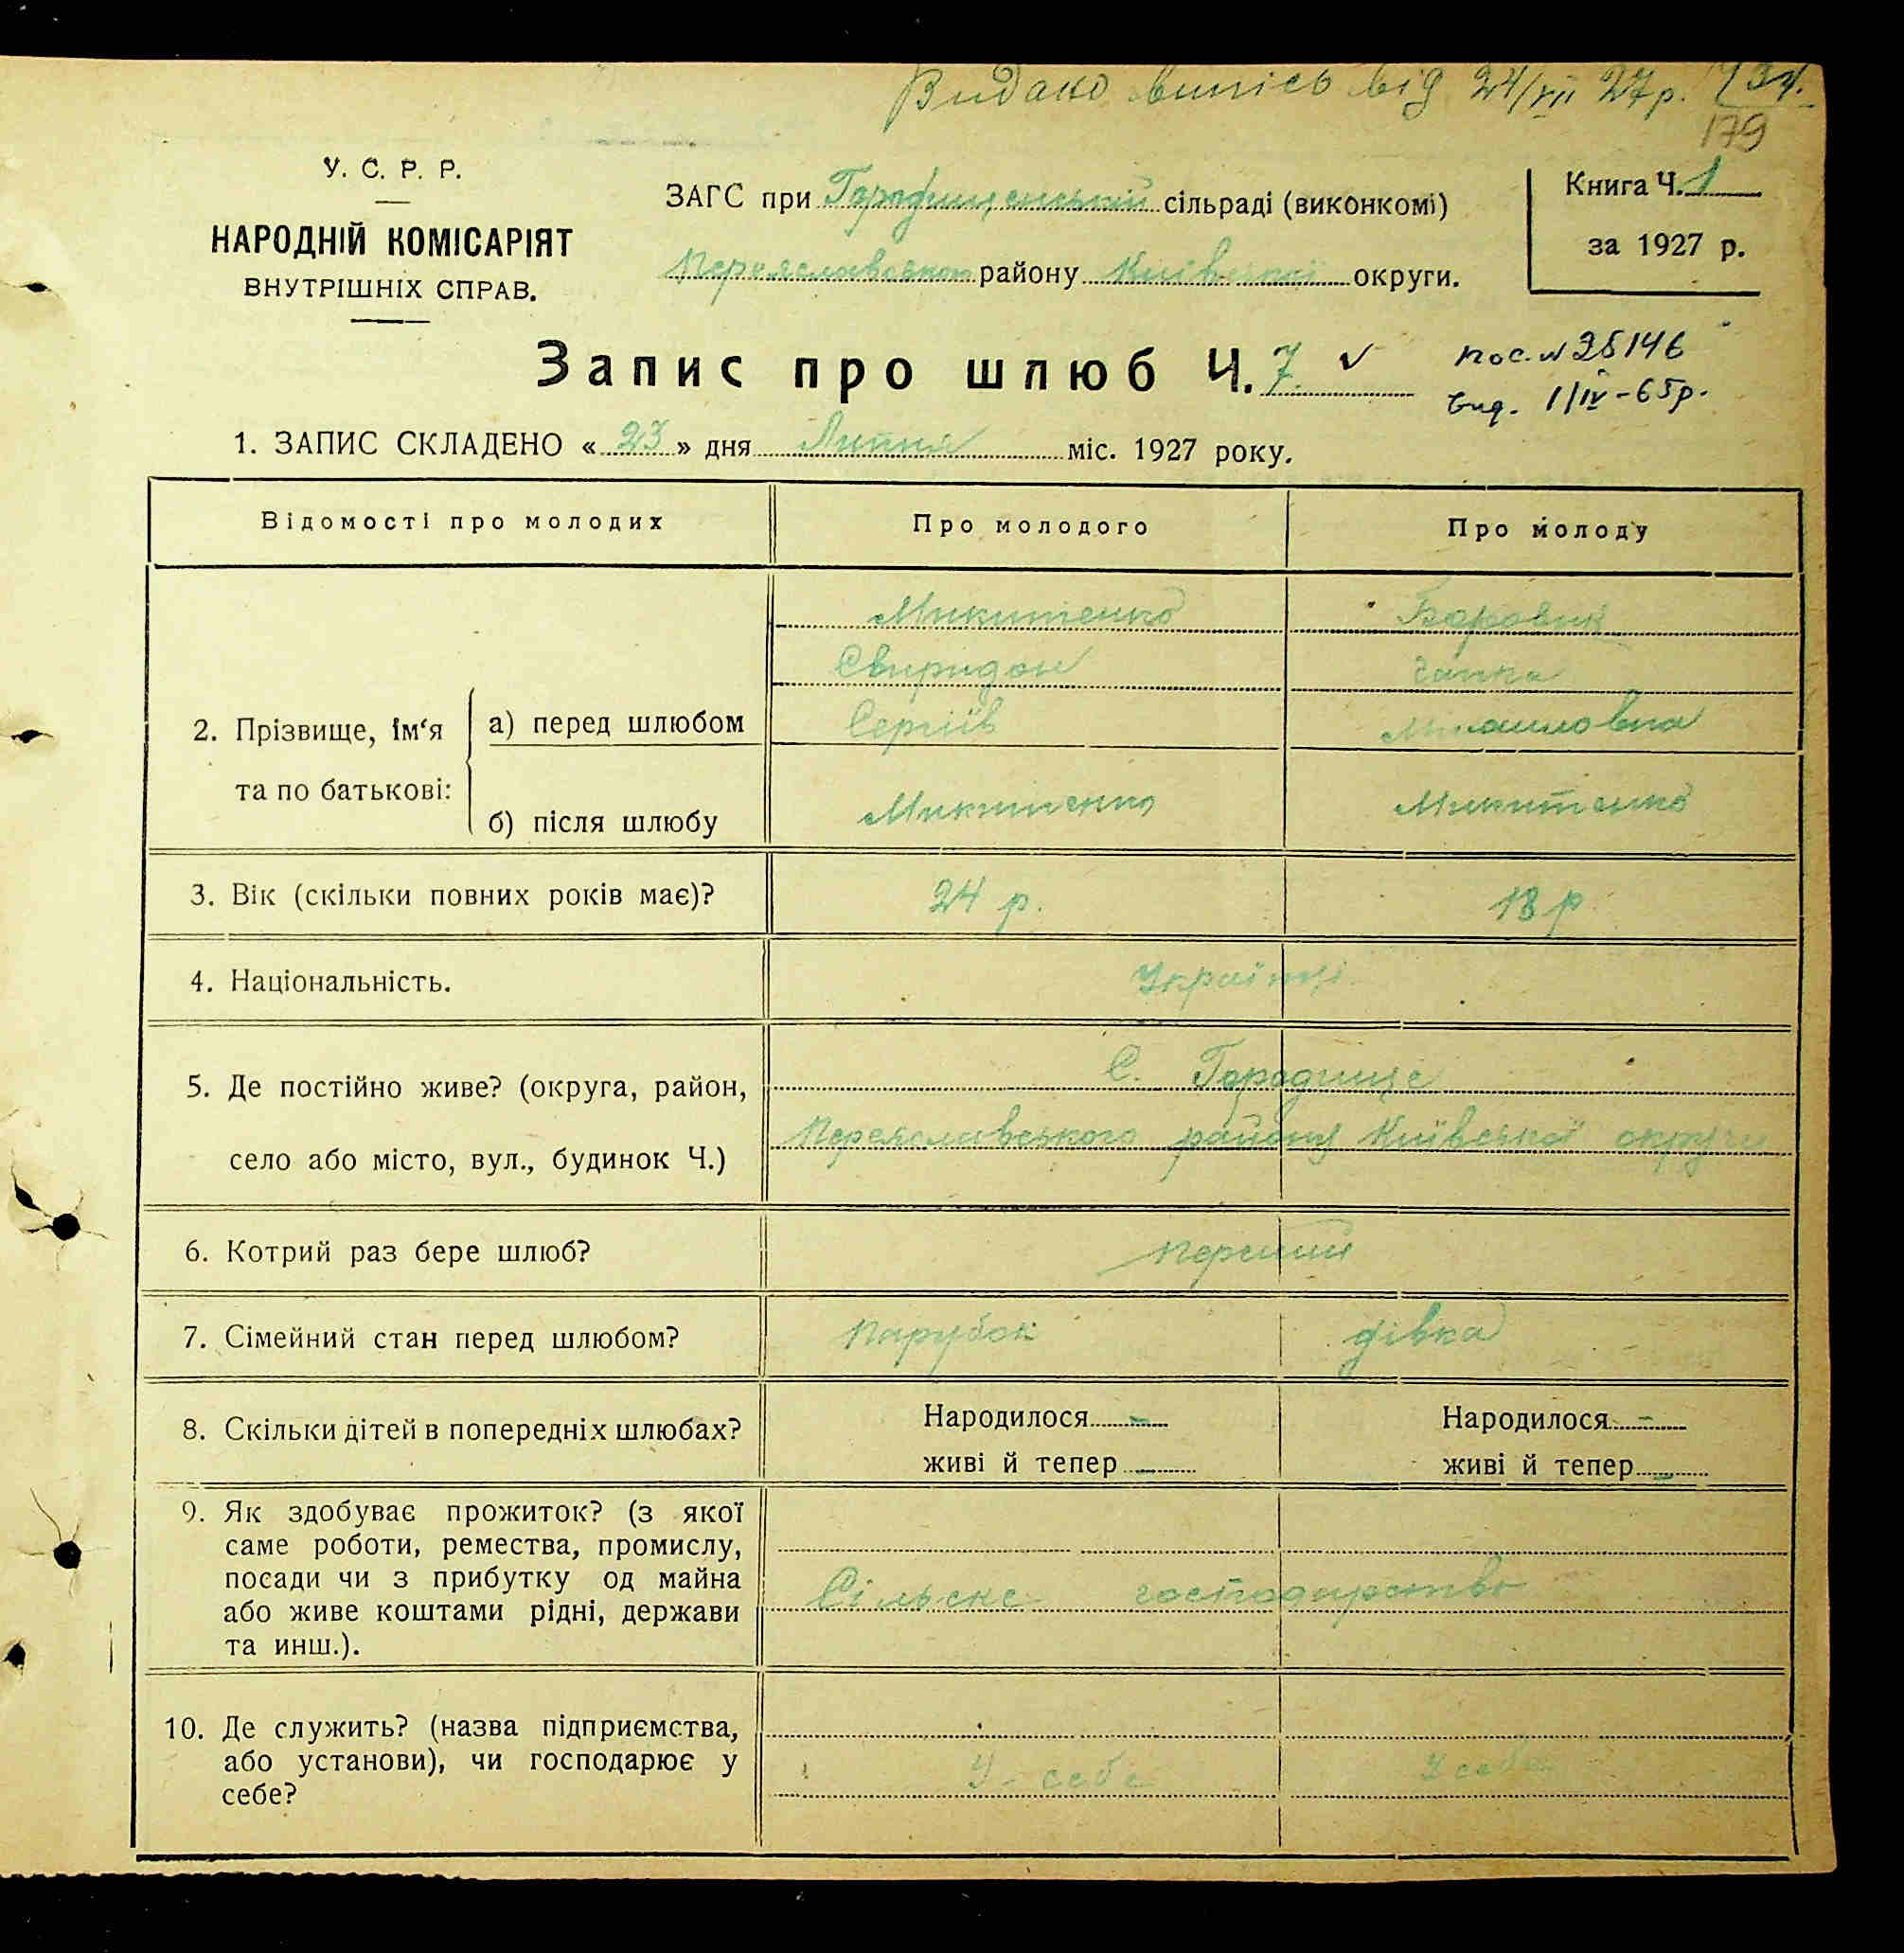 Видано випісь від 24/VII 27р.
179
У. С. Р. Р.
НАРОДНІЙ КОМІСАРІЯТ
ВНУТРІШНІХ СПРАВ.
ЗАГС при Городищенській сільраді (виконкомі)
Переяславського району Київської округи.
Книга Ч. 1
за 1927 р.
Запис про шлюб Ч. 7. ✓
пос. № 25146
вид. 1/IV-65р.
1. ЗАПИС СКЛАДЕНО « 23 » дня Липня міс. 1927 року.
Відомості про молодих Про молодого Про молоду
2. Прізвище, ім'я та по батькові:
а) перед шлюбом
Микитенко Боровик
Свиридон
Сергіїв
б) після шлюбу Микитенко Микитенко
3. Вік (скільки повних років має)? 24 р. 18 р
4. Національність. Українці
5. Де постійно живе? (округа, район, С. Городище
село або місто, вул., будинок Ч.) Переяславського району Київської округи
6. Котрий раз бере шлюб? Перший
7. Сімейний стан перед шлюбом? Парубок дівка
8. Скільки дітей в попередніх шлюбах? Народилося - Народилося -
живі й тепер - живі й тепер -
9. Як здобуває прожиток? (з якої
саме роботи, ремества, промислу,
посади чи з прибутку од майна
або живе коштами рідні, держави
та инш.).
Сільске господарство
10. Де служить? (назва підприємства,
або установи), чи господарює у
себе?
У-себе У себе